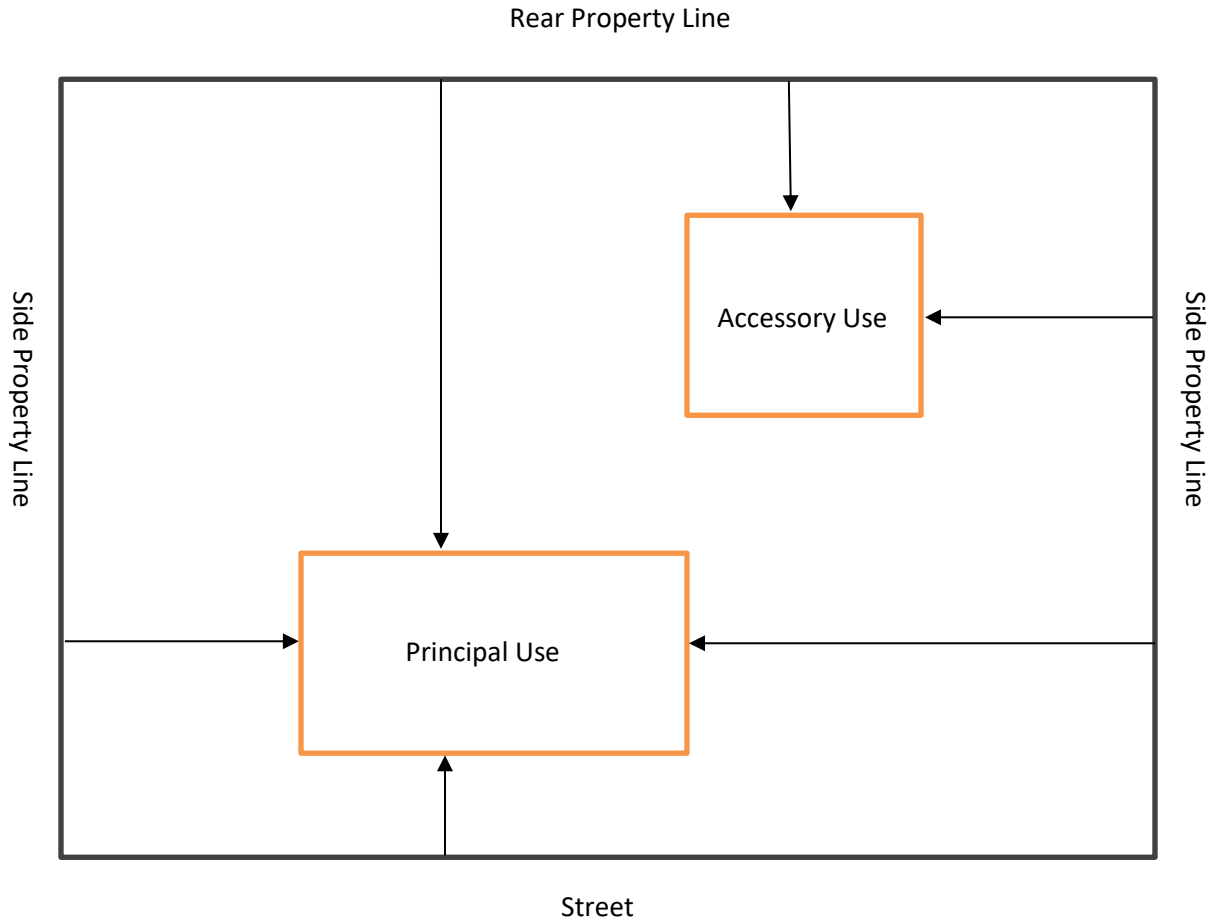 Rear Property Line
Side Property Line
Accessory Use
Side Property Line
Principal Use
Street